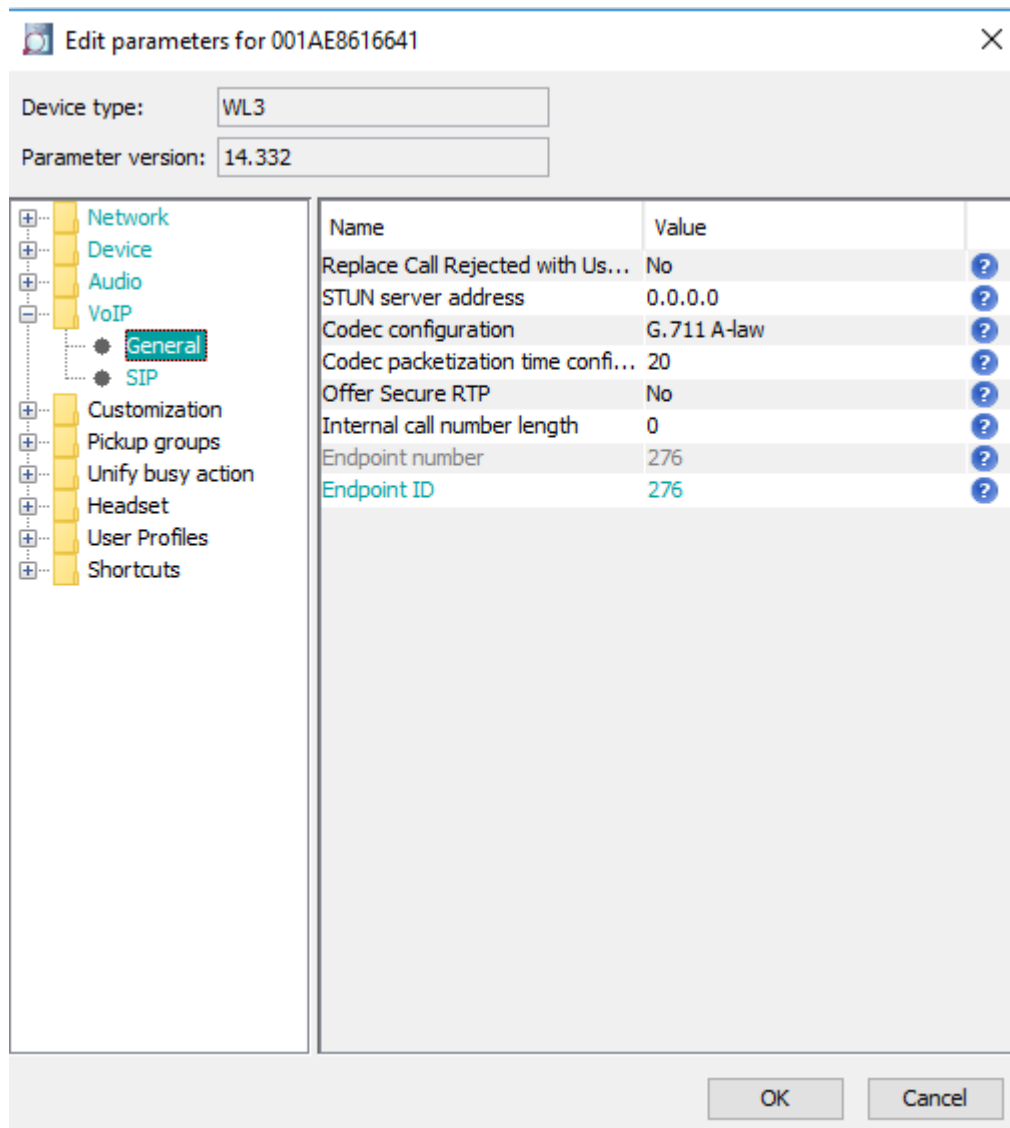 Edit parameters for 001AE8616641
Device type: WL3
Parameter version: 14.332
Network
Device
Audio
VoIP
General
SIP
Customization
Pickup groups
Unify busy action
Headset
User Profiles
Shortcuts
Name Value
Replace Call Rejected with Us... No
STUN server address 0.0.0.0
Codec configuration G.711 A-law
Codec packetization time confi... 20
Offer Secure RTP No
Internal call number length 0
Endpoint number 276
Endpoint ID 276
OK Cancel